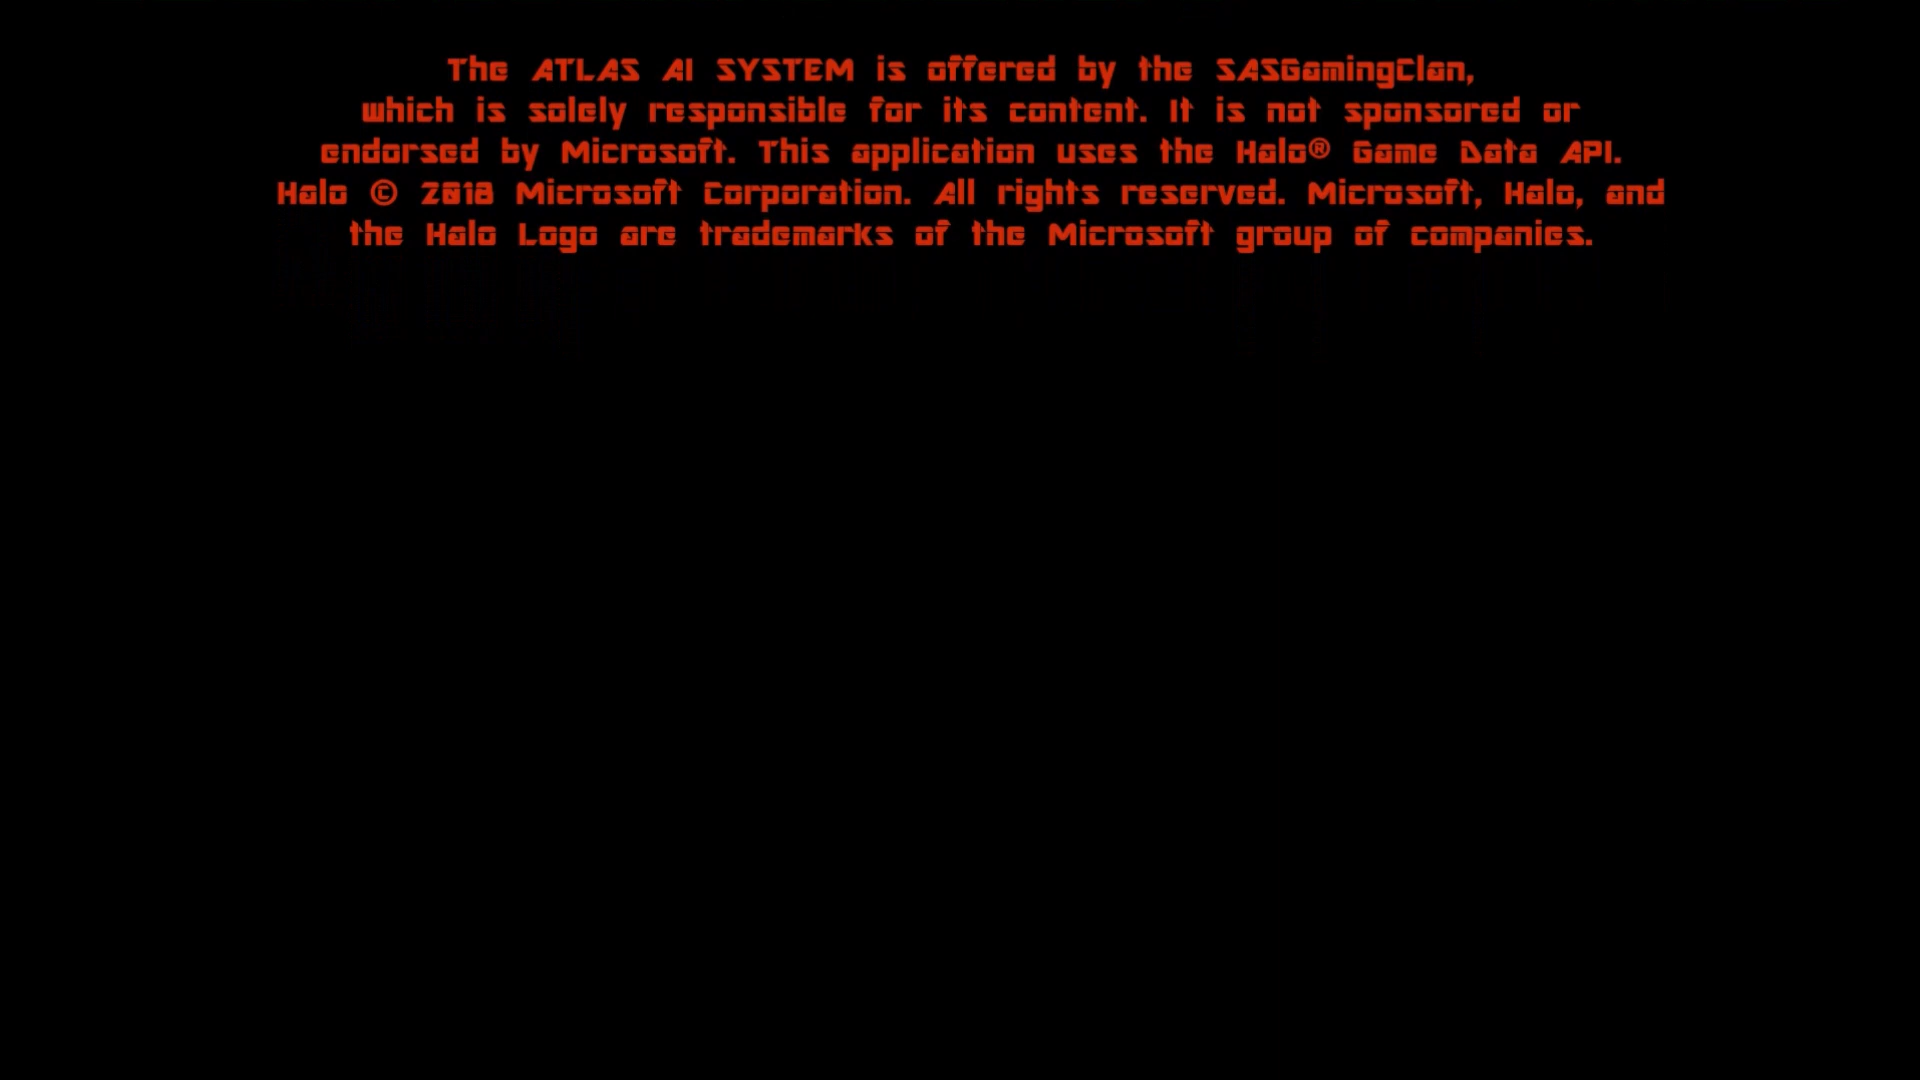 The ATLAS AI SYSTEM is offered by the SASGamingClan,
which is solely responsible for its content. It is not sponsored or
endorsed by Microsoft. This application uses the Halo® Game Data API.
Halo © 2018 Microsoft Corporation. All rights reserved. Microsoft, Halo, and
the Halo Logo are trademarks of the Microsoft group of companies.